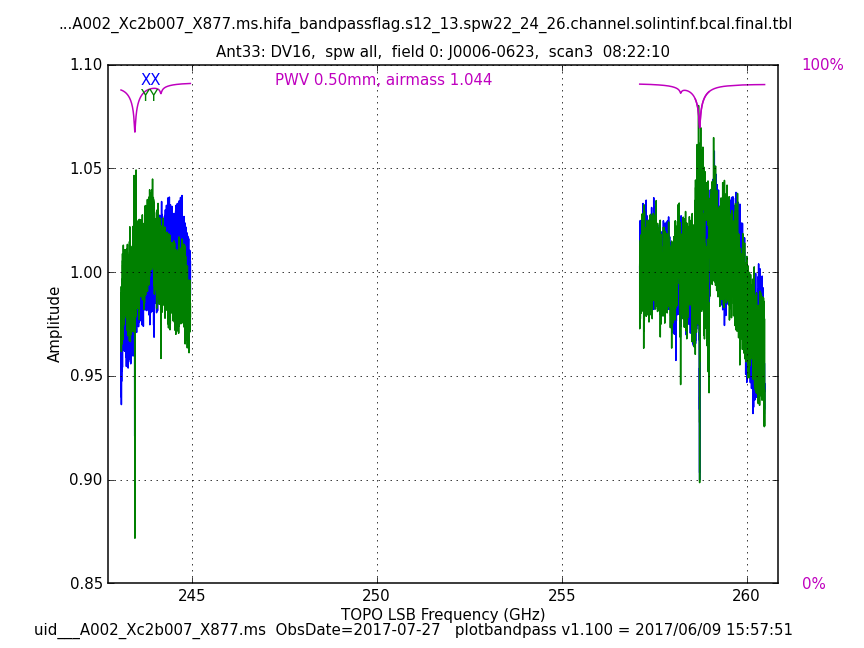 ...A002_Xc2b007_X877.ms.hifa_bandpassflag.s12_13.spw22_24_26.channel.solintinf.bcal.final.tbl
Ant33: DV16,  spw all,  field 0: J0006-0623,  scan3  08:22:10
1.10
100%
XX
PWV 0.50mm, airmass 1.044
YY
1.05
1.00
Amplitude
0.95
0.90
0.85
0%
245
250
255
260
TOPO LSB Frequency (GHz)
uid___A002_Xc2b007_X877.ms  ObsDate=2017-07-27   plotbandpass v1.100 = 2017/06/09 15:57:51